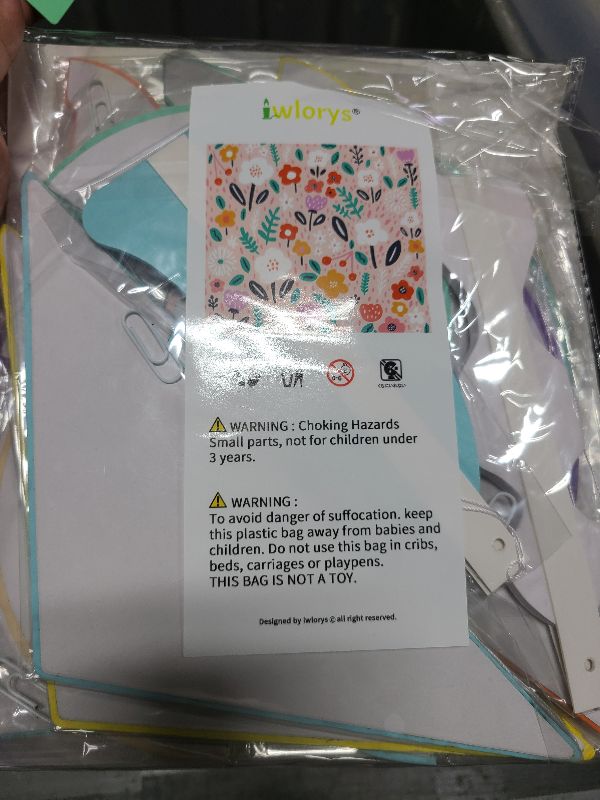 iwlorys®
WARNING : Choking Hazards
Small parts, not for children under
3 years.
WARNING :
To avoid danger of suffocation. keep
this plastic bag away from babies and
children. Do not use this bag in cribs,
beds, carriages or playpens.
THIS BAG IS NOT A TOY.
Designed by iwlorys © all right reserved.